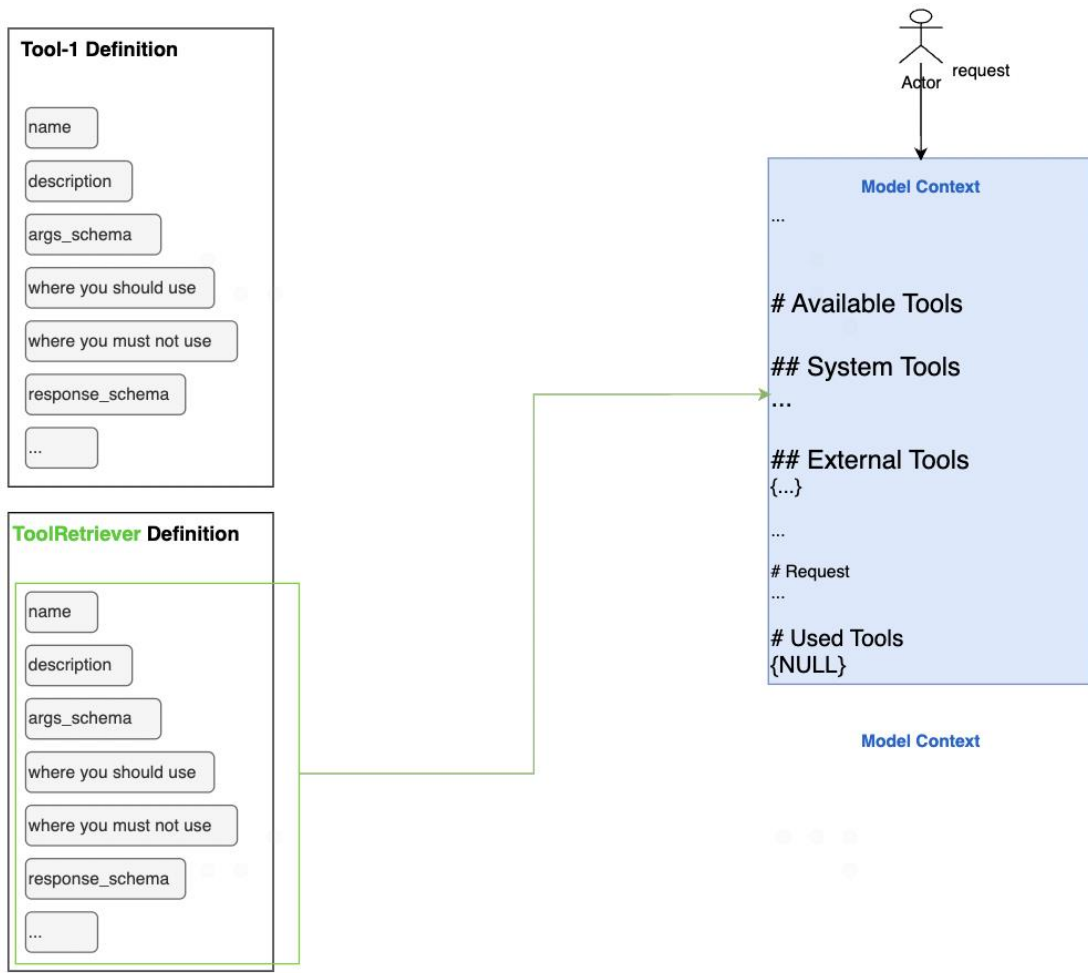 Tool-1 Definition
name
description
args_schema
where you should use
where you must not use
response_schema
...
ToolRetriever Definition
name
description
args_schema
where you should use
where you must not use
response_schema
...
request
Actor
Model Context
...
# Available Tools
## System Tools
...
## External Tools
{...}
...
# Request
...
# Used Tools
{NULL}
Model Context